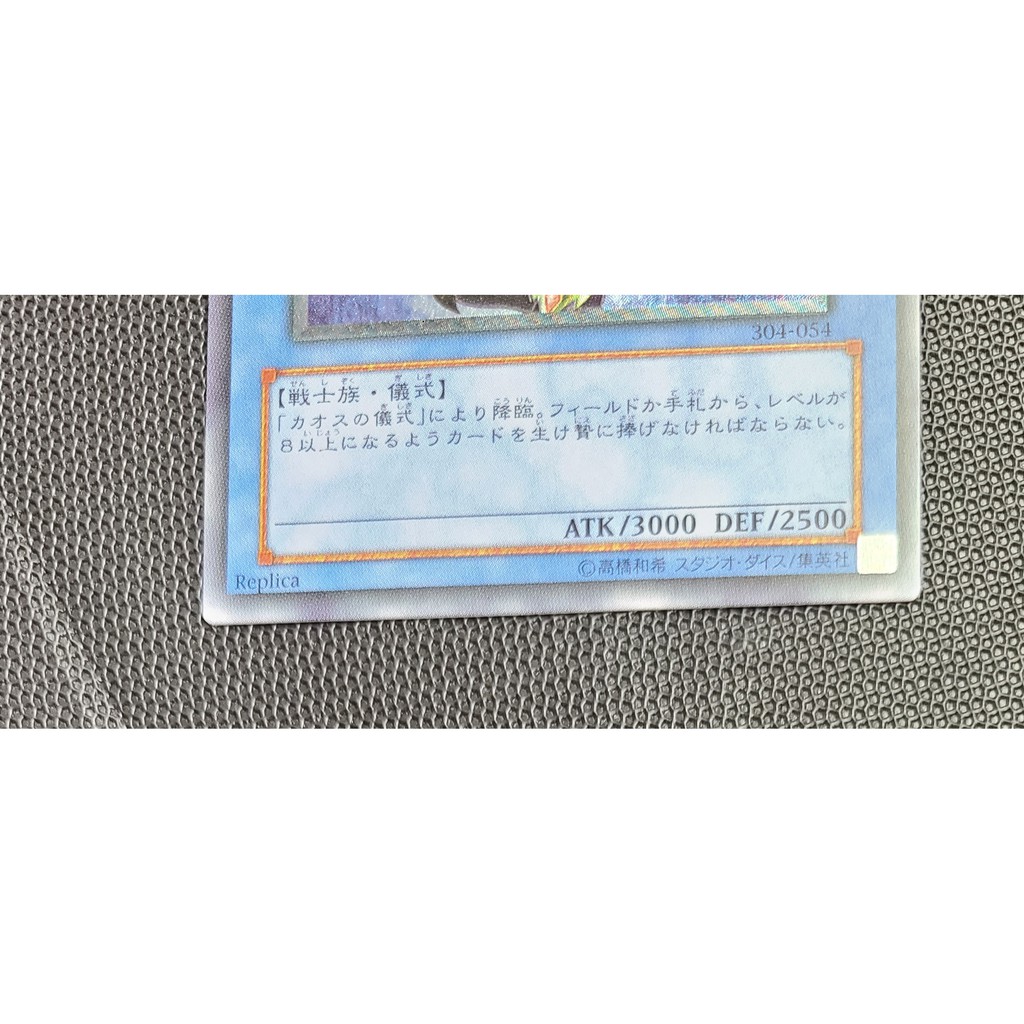 304-054
【戦士族・儀式】
「カオスの儀式」により降臨。フィールドか手札から、レベルが
8以上になるようカードを生け贄に捧げなければならない。
ATK/3000 DEF/2500
Replica ©高橋和希 スタジオ・ダイス/集英社